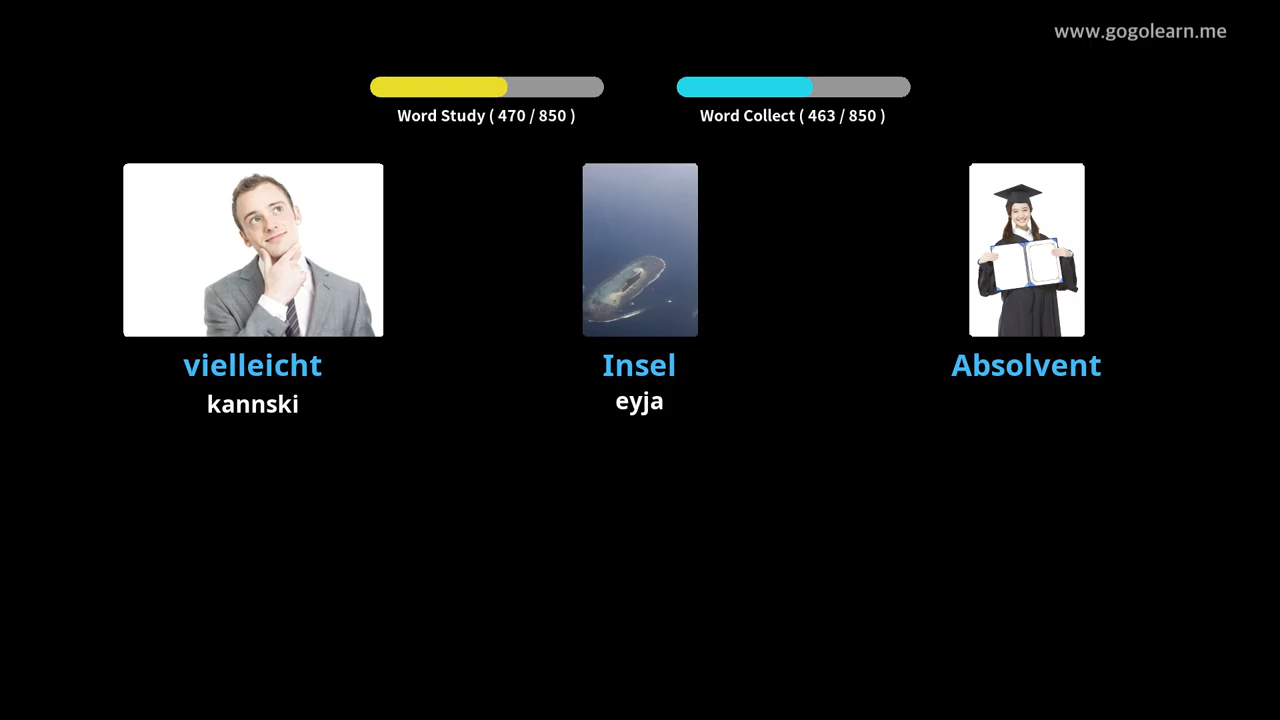 www.gogolearn.me
Word Study ( 470 / 850 )
Word Collect ( 463 / 850 )
vielleicht
kannski
Insel
eyja
Absolvent